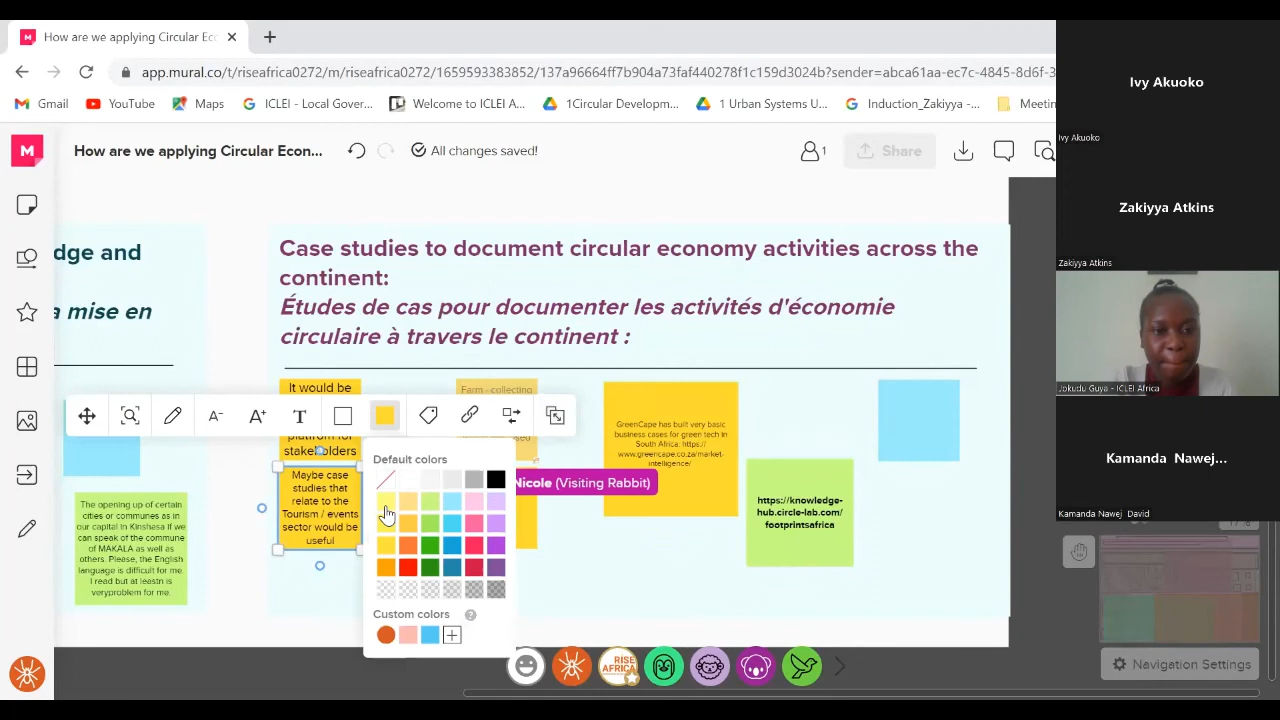 How are we applying Circular Ec
app.mural.co/t/riseafrica0272/m/riseafrica0272/1659593383852/137a96664ff7b904a73faf440278f1c159d3024b?sender=abca61aa-ec7c-4845-8d6f-3
Gmail
YouTube
Maps
ICLEI - Local Gover...
Welcome to ICLEI A...
1Circular Developm...
1 Urban Systems U...
Induction_Zakiyya -...
Meetin
M
How are we applying Circular Econ...
All changes saved!
1
Share
dge and
a mise en
Case studies to document circular economy activities across the
continent:
Études de cas pour documenter les activités d'économie
circulaire à travers le continent :
It would be
platfrom for
stakeholders
Farm - collecting
A-
A+
T
Maybe case
studies that
relate to the
Tourism / events
sector would be
useful
Default colors
Custom colors
Nicole (Visiting Rabbit)
GreenCape has built very basic
business cases for green tech in
South Africa: https://
www.greencape.co.za/market-
intelligence/
https://knowledge-
hub.circle-lab.com/
footprintsafrica
The opening up of certain
cities or communes as in
our capital in Kinshasa If we
can speak of the commune
of MAKALA as well as
others. Please, the English
language is difficult for me.
I read but at leastn is
veryproblem for me.
RISE
AFRICA
Ivy Akuoko
Ivy Akuoko
Zakiyya Atkins
Zakiyya Atkins
Jokudu Guya - ICLEI Africa
Kamanda Nawej...
Kamanda Nawej David
Navigation Settings